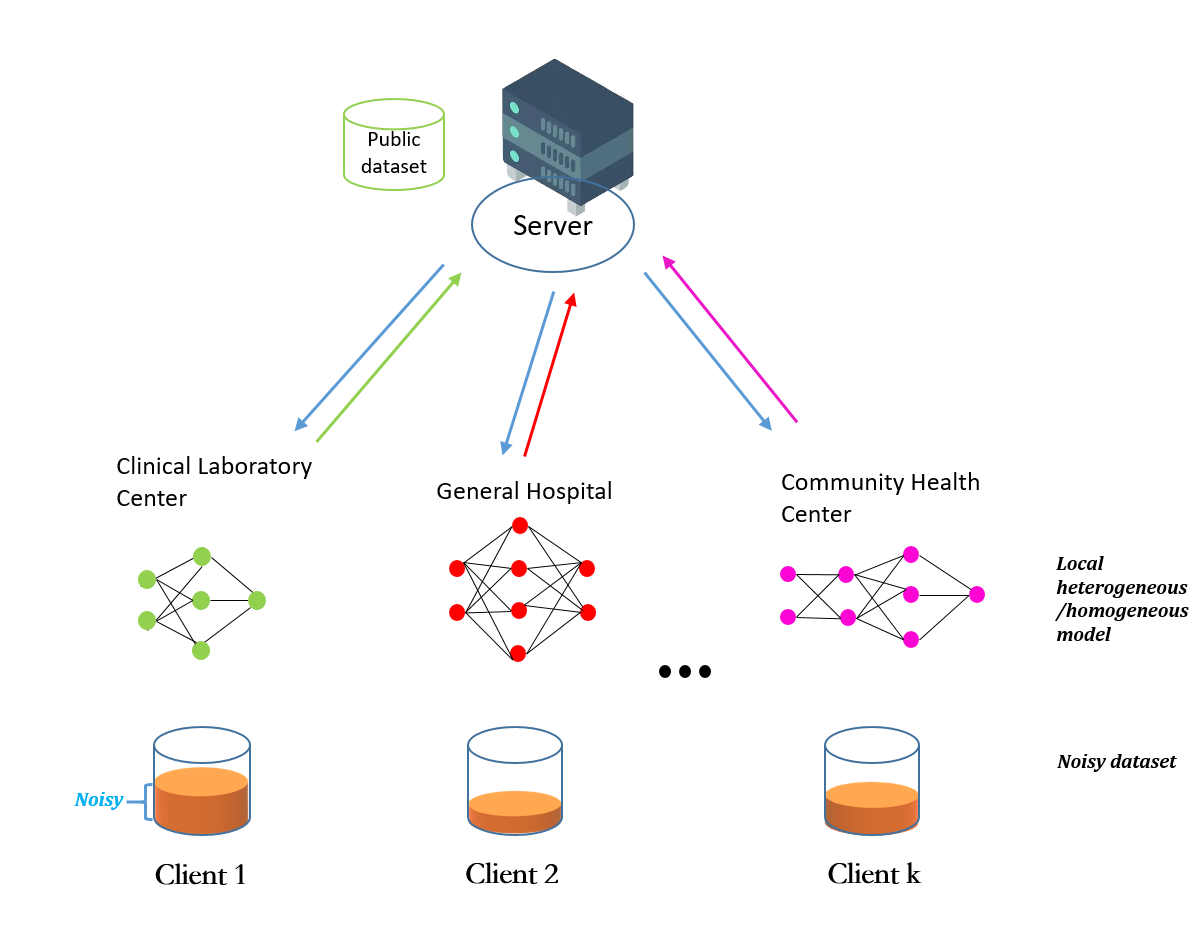 Public
dataset
Server
Clinical Laboratory
Center
General Hospital
Community Health
Center
Local
heterogeneous
/homogeneous
model
Noisy dataset
Noisy
Client 1
Client 2
Client k